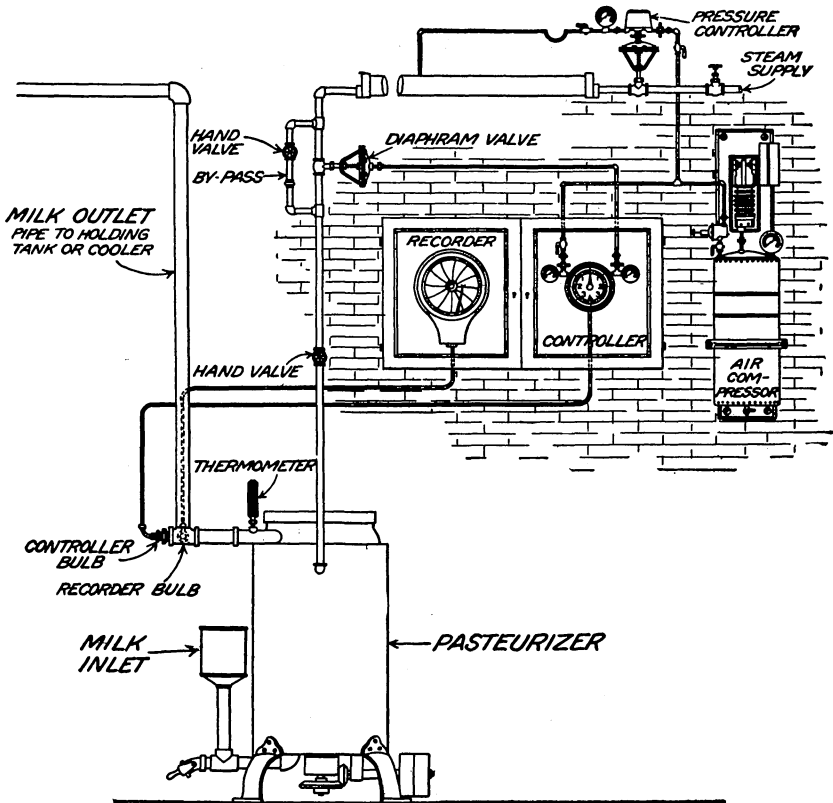 PRESSURE
CONTROLLER
STEAM
SUPPLY
HAND
VALVE
DIAPHRAM VALVE
BY-PASS
MILK OUTLET
PIPE TO HOLDING
TANK OR COOLER
RECORDER
CONTROLLER
HAND VALVE
AIR
COM-
PRESSOR
THERMOMETER
CONTROLLER
BULB
RECORDER BULB
MILK
INLET
PASTEURIZER